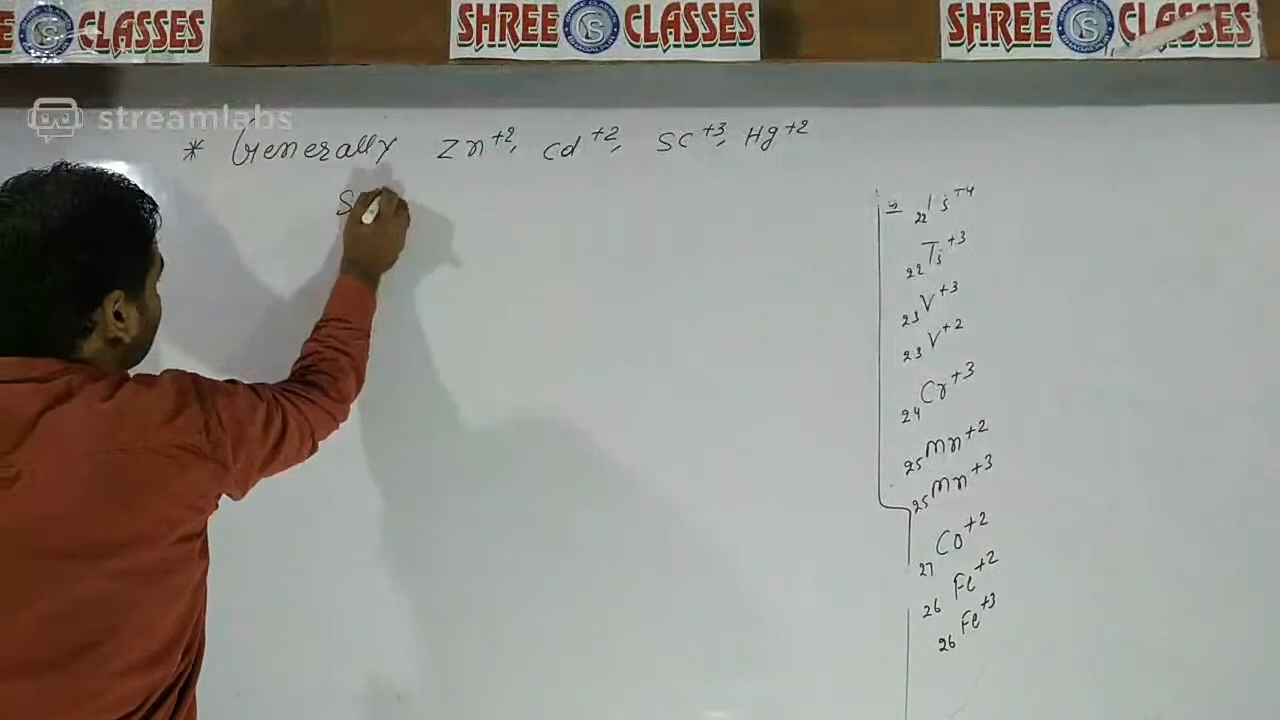 CLASSES
SHREE CLASSES
SHREE CLASSES
streamlabs
* Generally Zn+2, Cd+2, Sc+3, Hg+2
S
22Ti+4
22Ti+3
23V+3
23V+2
24Cr+3
25Mn+2
25Mn+3
27Co+2
26Fe+2
26Fe+3